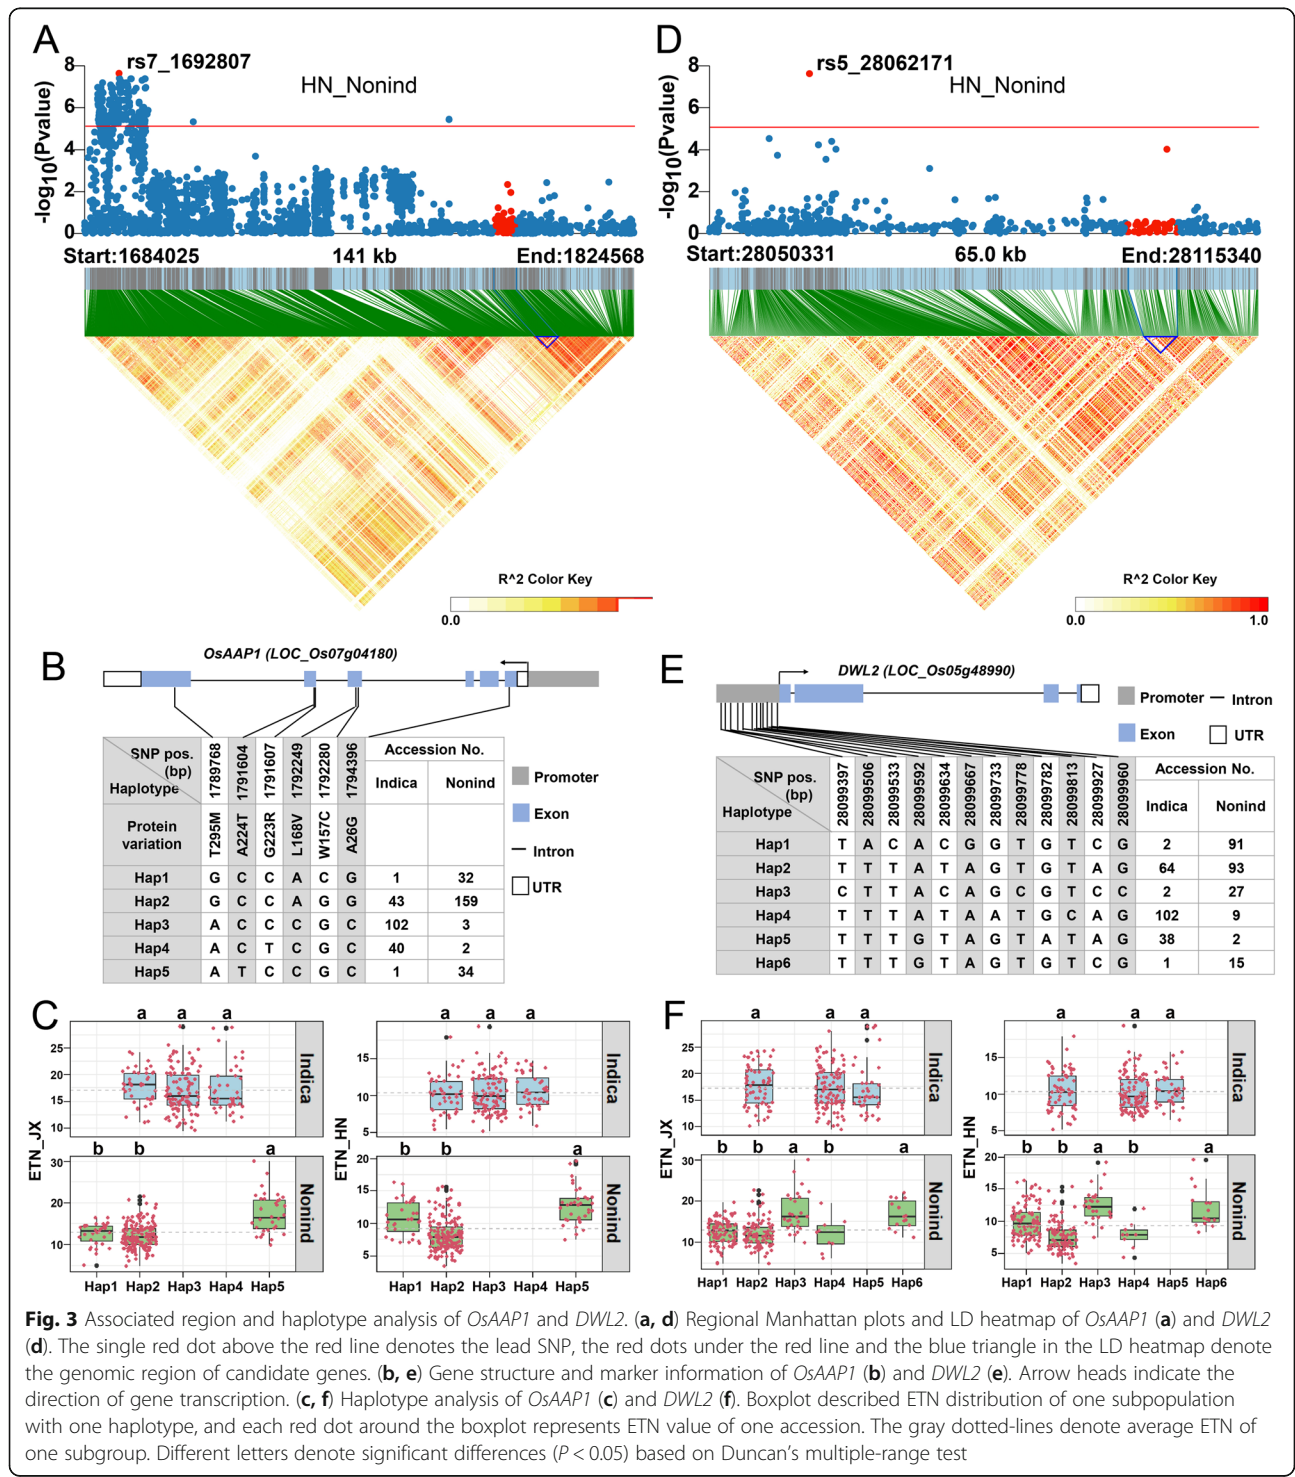 A
8
6
4
2
0
-log10(Pvalue)
rs7_1692807
HN_Nonind
Start:1684025
141 kb
End:1824568
R^2 Color Key
0.0
D
8
6
4
2
0
-log10(Pvalue)
rs5_28062171
HN_Nonind
Start:28050331
65.0 kb
End:28115340
R^2 Color Key
0.0
1.0
B
OsAAP1 (LOC_Os07g04180)
SNP pos. (bp) Haplotype 1789768 1791604 1791607 1792249 1792280 1794396 Accession No.
Indica Nonind
Protein variation T295M A224T G223R L168V W157C A26G
Hap1 G C C A C G 1 32
Hap2 G C C A G G 43 159
Hap3 A C C C G C 102 3
Hap4 A C T C G C 40 2
Hap5 A T C C G C 1 34
Promoter
Exon
Intron
UTR
E
DWL2 (LOC_Os05g48990)
Promoter
Intron
Exon
UTR
SNP pos. (bp) Haplotype 28099397 28099506 28099533 28099592 28099634 28099667 28099733 28099778 28099782 28099813 28099927 28099960 Accession No.
Indica Nonind
Hap1 T A C A C G G T G T C G 2 91
Hap2 T T T A T A G T G T A G 64 93
Hap3 C T T A C A G C G T C C 2 27
Hap4 T T T A T A A T G C A G 102 9
Hap5 T T T G T A G T A T A G 38 2
Hap6 T T T G T A G T G T C G 1 15
C
a a a
25
20
15
10
Indica
b b a
30
20
10
Nonind
ETN_JX
Hap1 Hap2 Hap3 Hap4 Hap5
a a a
15
10
5
Indica
b b a
20
15
10
5
Nonind
ETN_HN
Hap1 Hap2 Hap3 Hap4 Hap5
F
a a a
25
20
15
10
Indica
b b a b a
30
20
10
Nonind
ETN_JX
Hap1 Hap2 Hap3 Hap4 Hap5 Hap6
a a a
15
10
5
Indica
b b a b a
20
15
10
5
Nonind
ETN_HN
Hap1 Hap2 Hap3 Hap4 Hap5 Hap6
Fig. 3 Associated region and haplotype analysis of OsAAP1 and DWL2. (a, d) Regional Manhattan plots and LD heatmap of OsAAP1 (a) and DWL2
(d). The single red dot above the red line denotes the lead SNP, the red dots under the red line and the blue triangle in the LD heatmap denote
the genomic region of candidate genes. (b, e) Gene structure and marker information of OsAAP1 (b) and DWL2 (e). Arrow heads indicate the
direction of gene transcription. (c, f) Haplotype analysis of OsAAP1 (c) and DWL2 (f). Boxplot described ETN distribution of one subpopulation
with one haplotype, and each red dot around the boxplot represents ETN value of one accession. The gray dotted-lines denote average ETN of
one subgroup. Different letters denote significant differences (P < 0.05) based on Duncan's multiple-range test